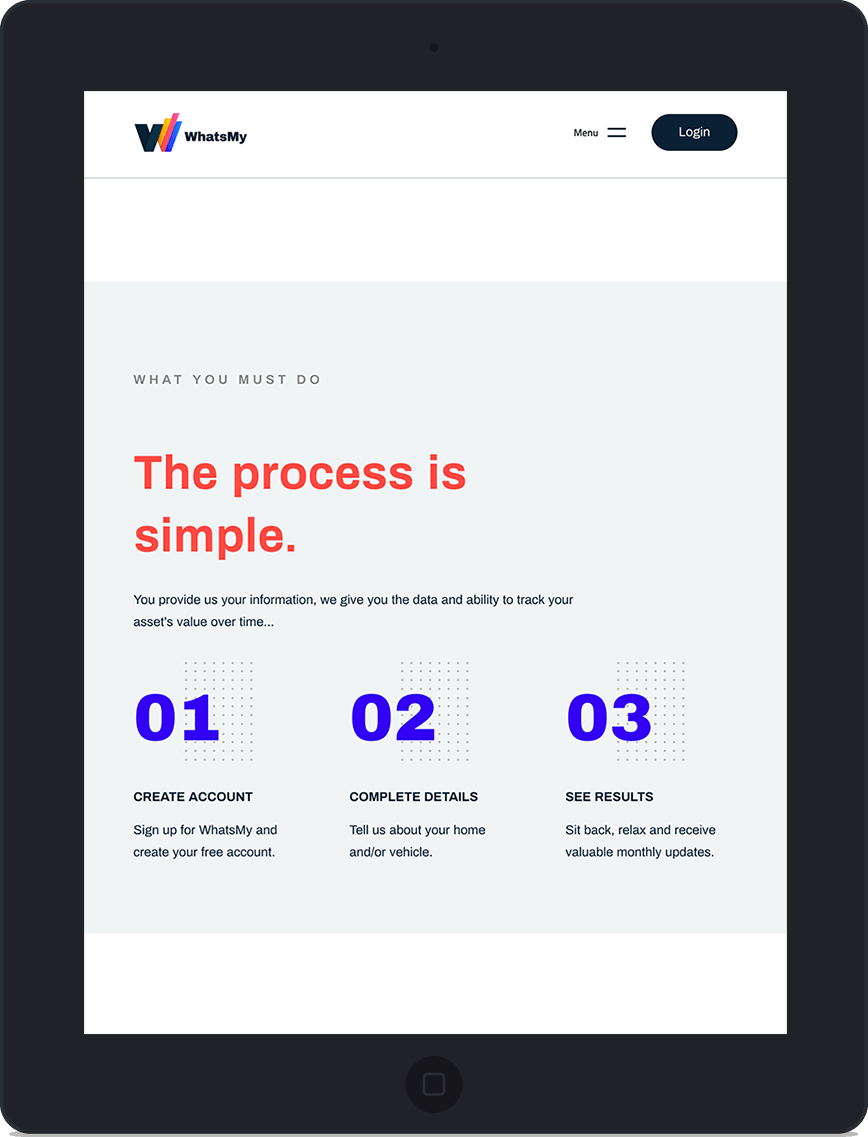 WhatsMy
Menu
Login
WHAT YOU MUST DO
The process is
simple.
You provide us your information, we give you the data and ability to track your
asset's value over time...
01
02
03
CREATE ACCOUNT
COMPLETE DETAILS
SEE RESULTS
Sign up for WhatsMy and
create your free account.
Tell us about your home
and/or vehicle.
Sit back, relax and receive
valuable monthly updates.